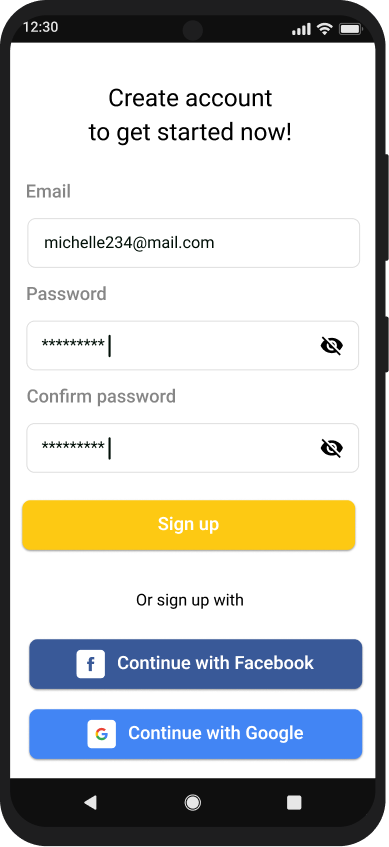 12:30
Create account
to get started now!
Email
michelle234@mail.com
Password
*********
Confirm password
*********
Sign up
Or sign up with
f Continue with Facebook
G Continue with Google